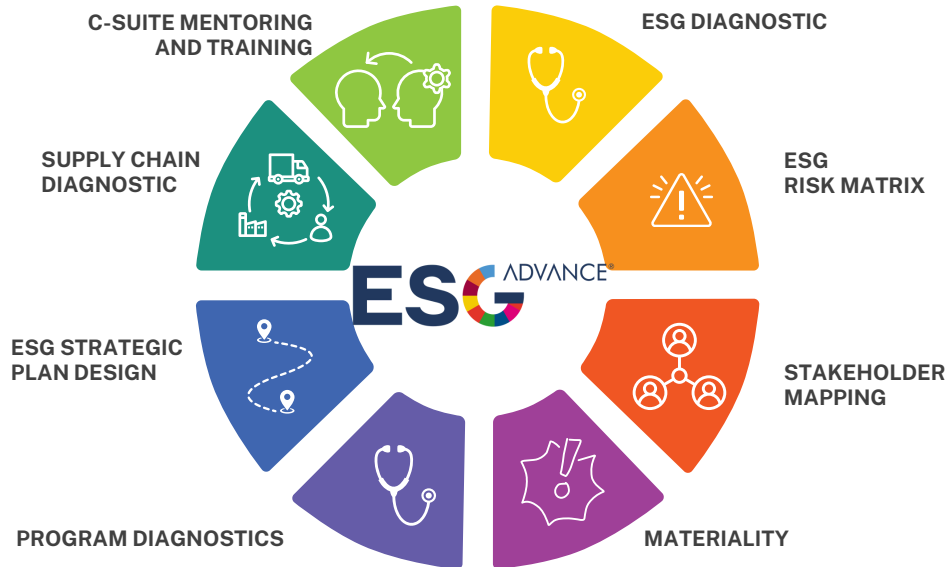 C-SUITE MENTORING
AND TRAINING
ESG DIAGNOSTIC
SUPPLY CHAIN
DIAGNOSTIC
ESG
RISK MATRIX
ESG ADVANCE®
ESG STRATEGIC
PLAN DESIGN
STAKEHOLDER
MAPPING
PROGRAM DIAGNOSTICS
MATERIALITY